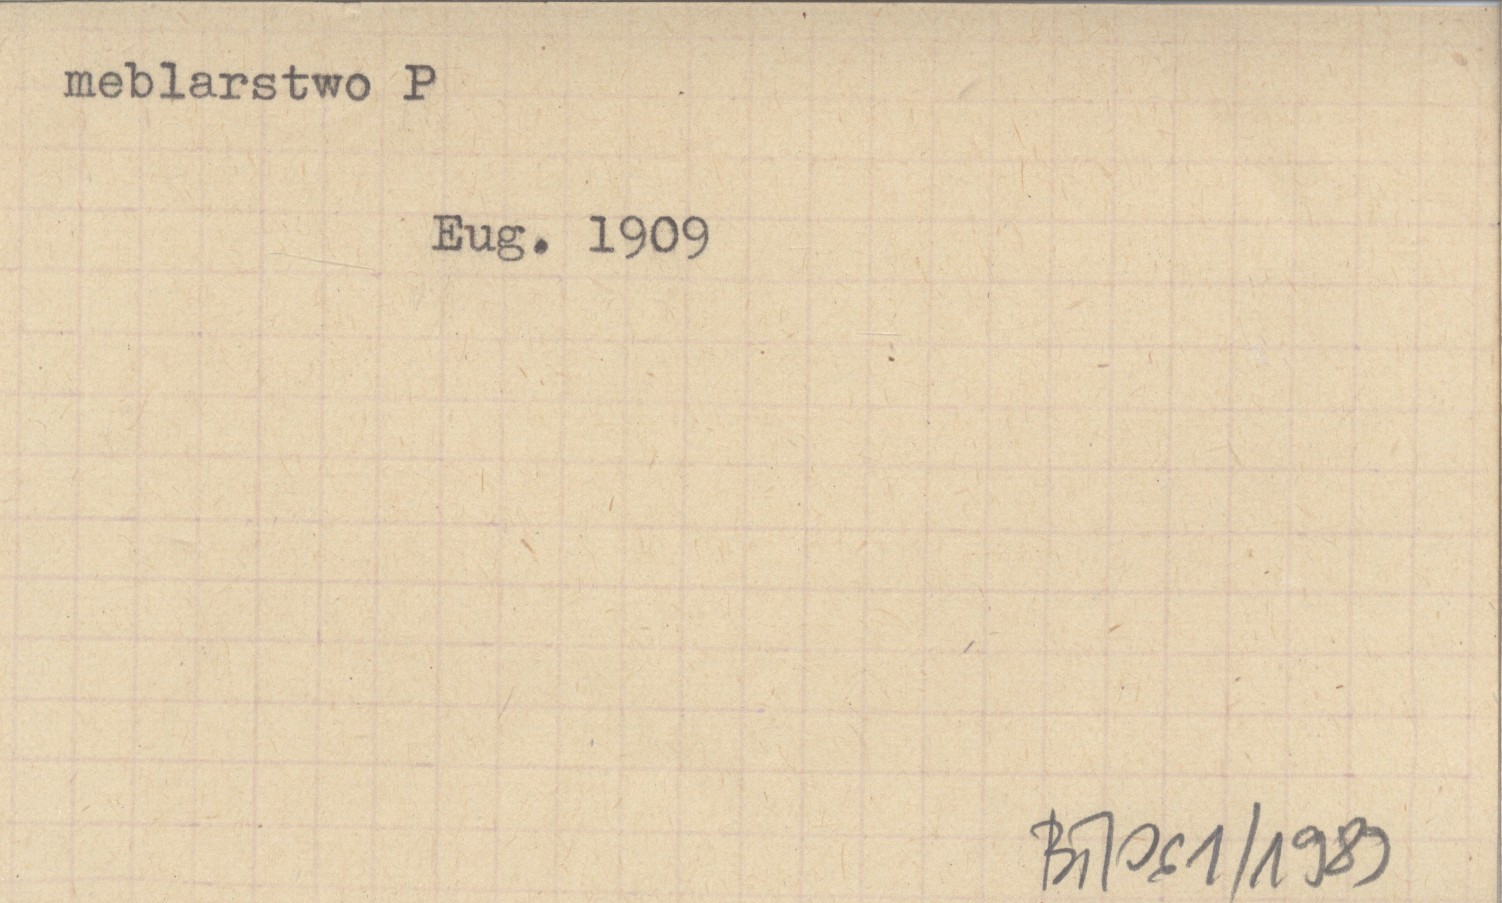 meblarstwo P
Eug. 1909